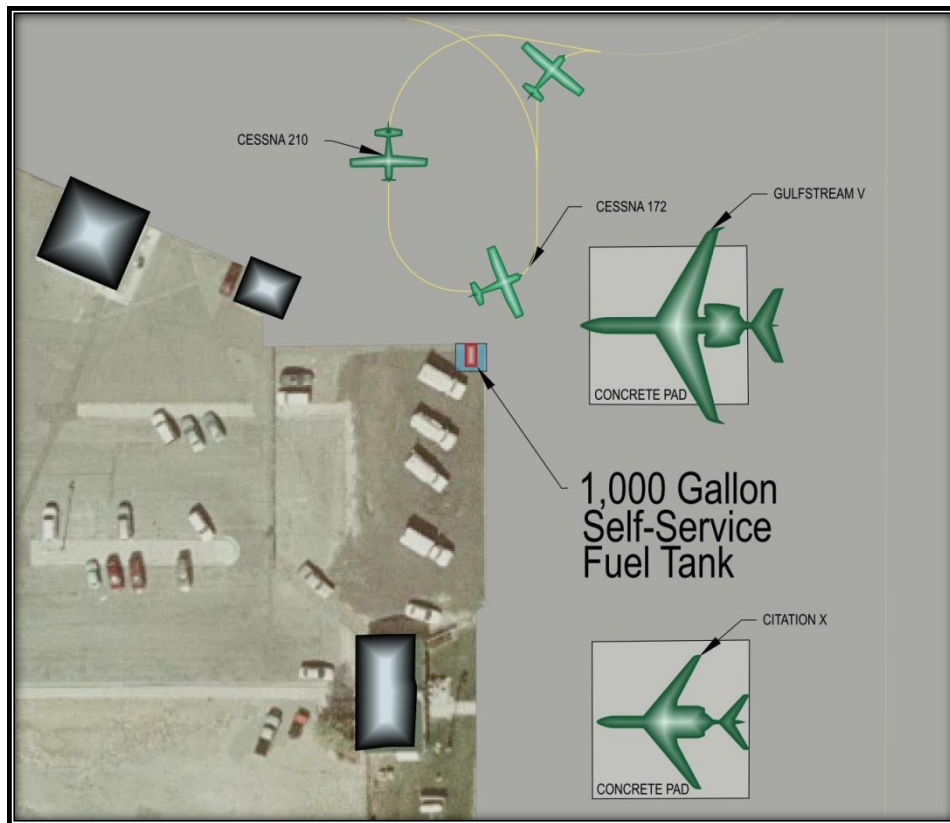 CESSNA 210
GULFSTREAM V
CESSNA 172
CONCRETE PAD
1,000 Gallon
Self-Service
Fuel Tank
CITATION X
CONCRETE PAD